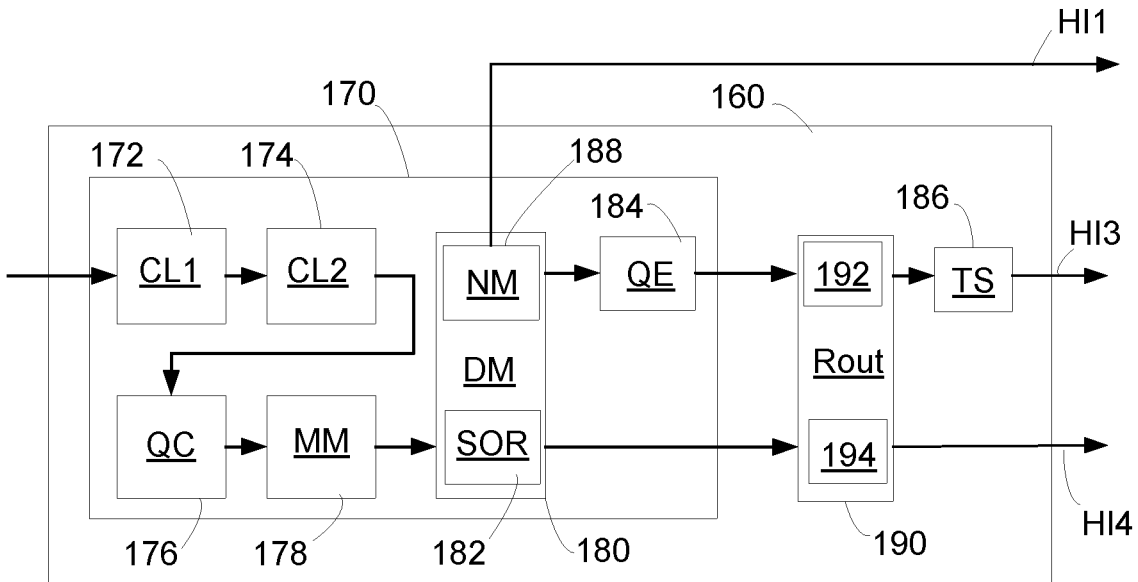 HI1
170
160
172
174
188
184
186
HI3
CL1
CL2
NM
QE
192
TS
DM
Rout
QC
MM
SOR
194
HI4
176
178
182
180
190